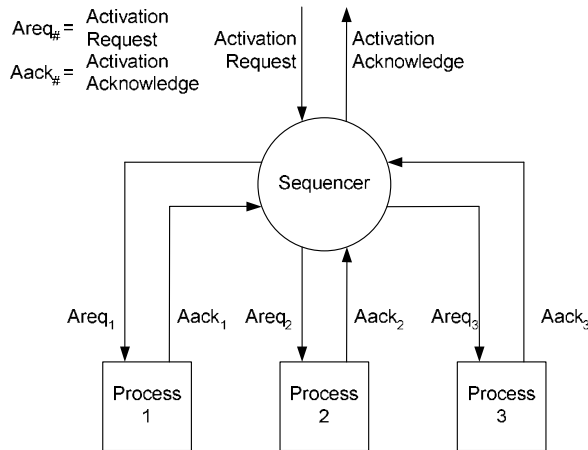 Areq# = Activation
Request
Aack# = Activation
Acknowledge
Activation
Request
Activation
Acknowledge
Sequencer
Areq1
Aack1
Areq2
Aack2
Areq3
Aack3
Process
1
Process
2
Process
3